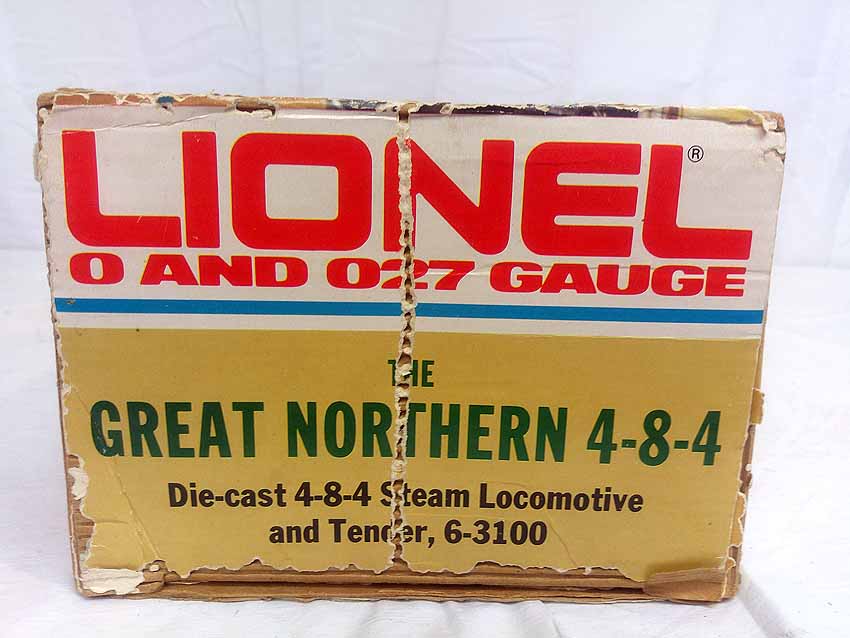 LIONEL®
O AND O27 GAUGE
THE
GREAT NORTHERN 4-8-4
Die-cast 4-8-4 Steam Locomotive
and Tender, 6-3100